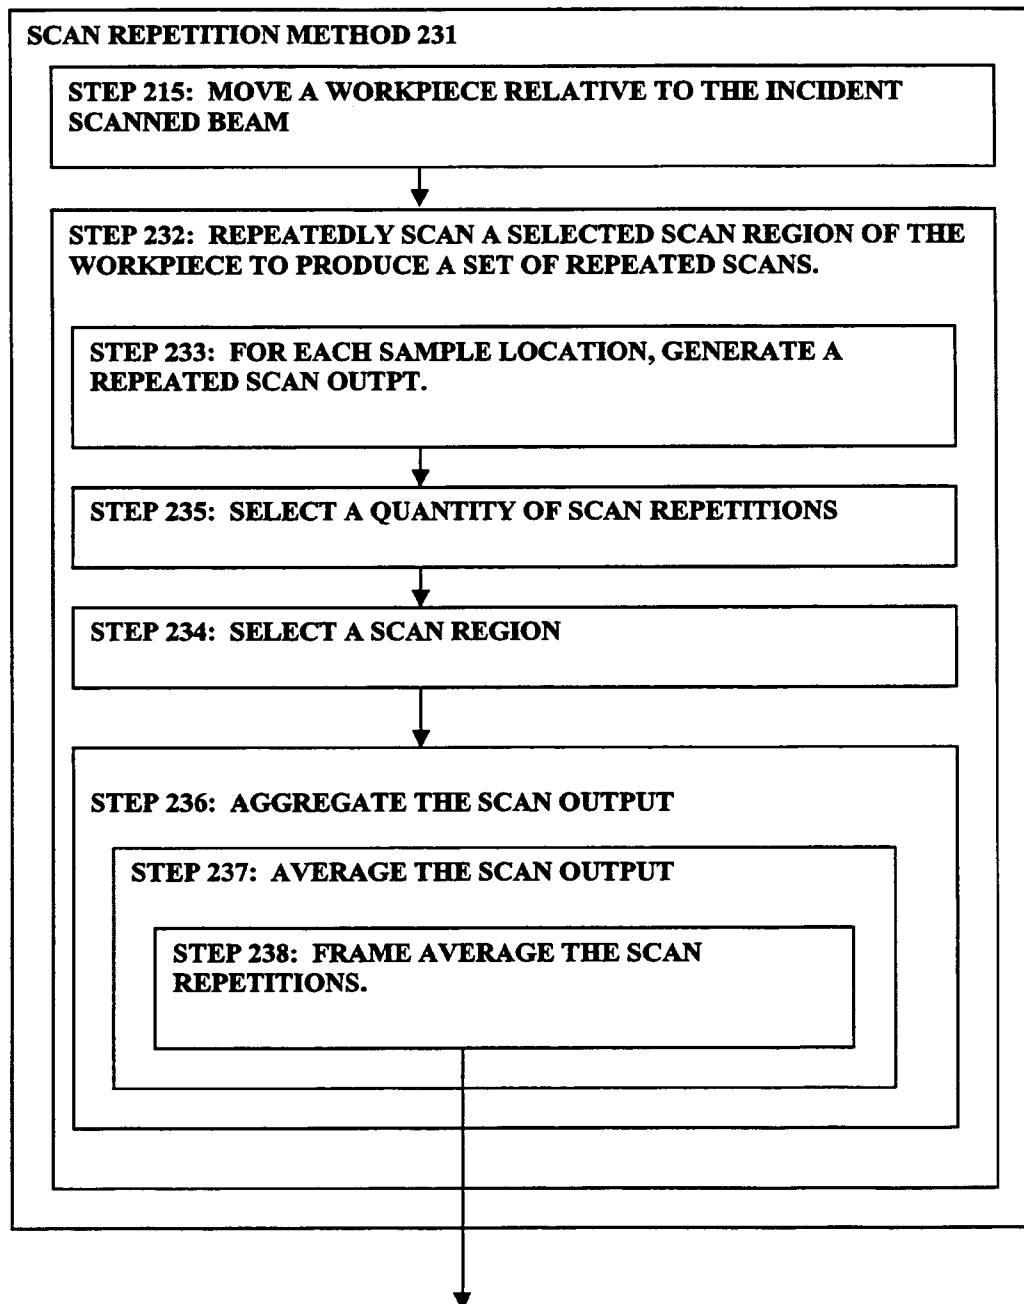 SCAN REPETITION METHOD 231
STEP 215: MOVE A WORKPIECE RELATIVE TO THE INCIDENT
SCANNED BEAM
STEP 232: REPEATEDLY SCAN A SELECTED SCAN REGION OF THE
WORKPIECE TO PRODUCE A SET OF REPEATED SCANS.
STEP 233: FOR EACH SAMPLE LOCATION, GENERATE A
REPEATED SCAN OUTPT.
STEP 235: SELECT A QUANTITY OF SCAN REPETITIONS
STEP 234: SELECT A SCAN REGION
STEP 236: AGGREGATE THE SCAN OUTPUT
STEP 237: AVERAGE THE SCAN OUTPUT
STEP 238: FRAME AVERAGE THE SCAN
REPETITIONS.